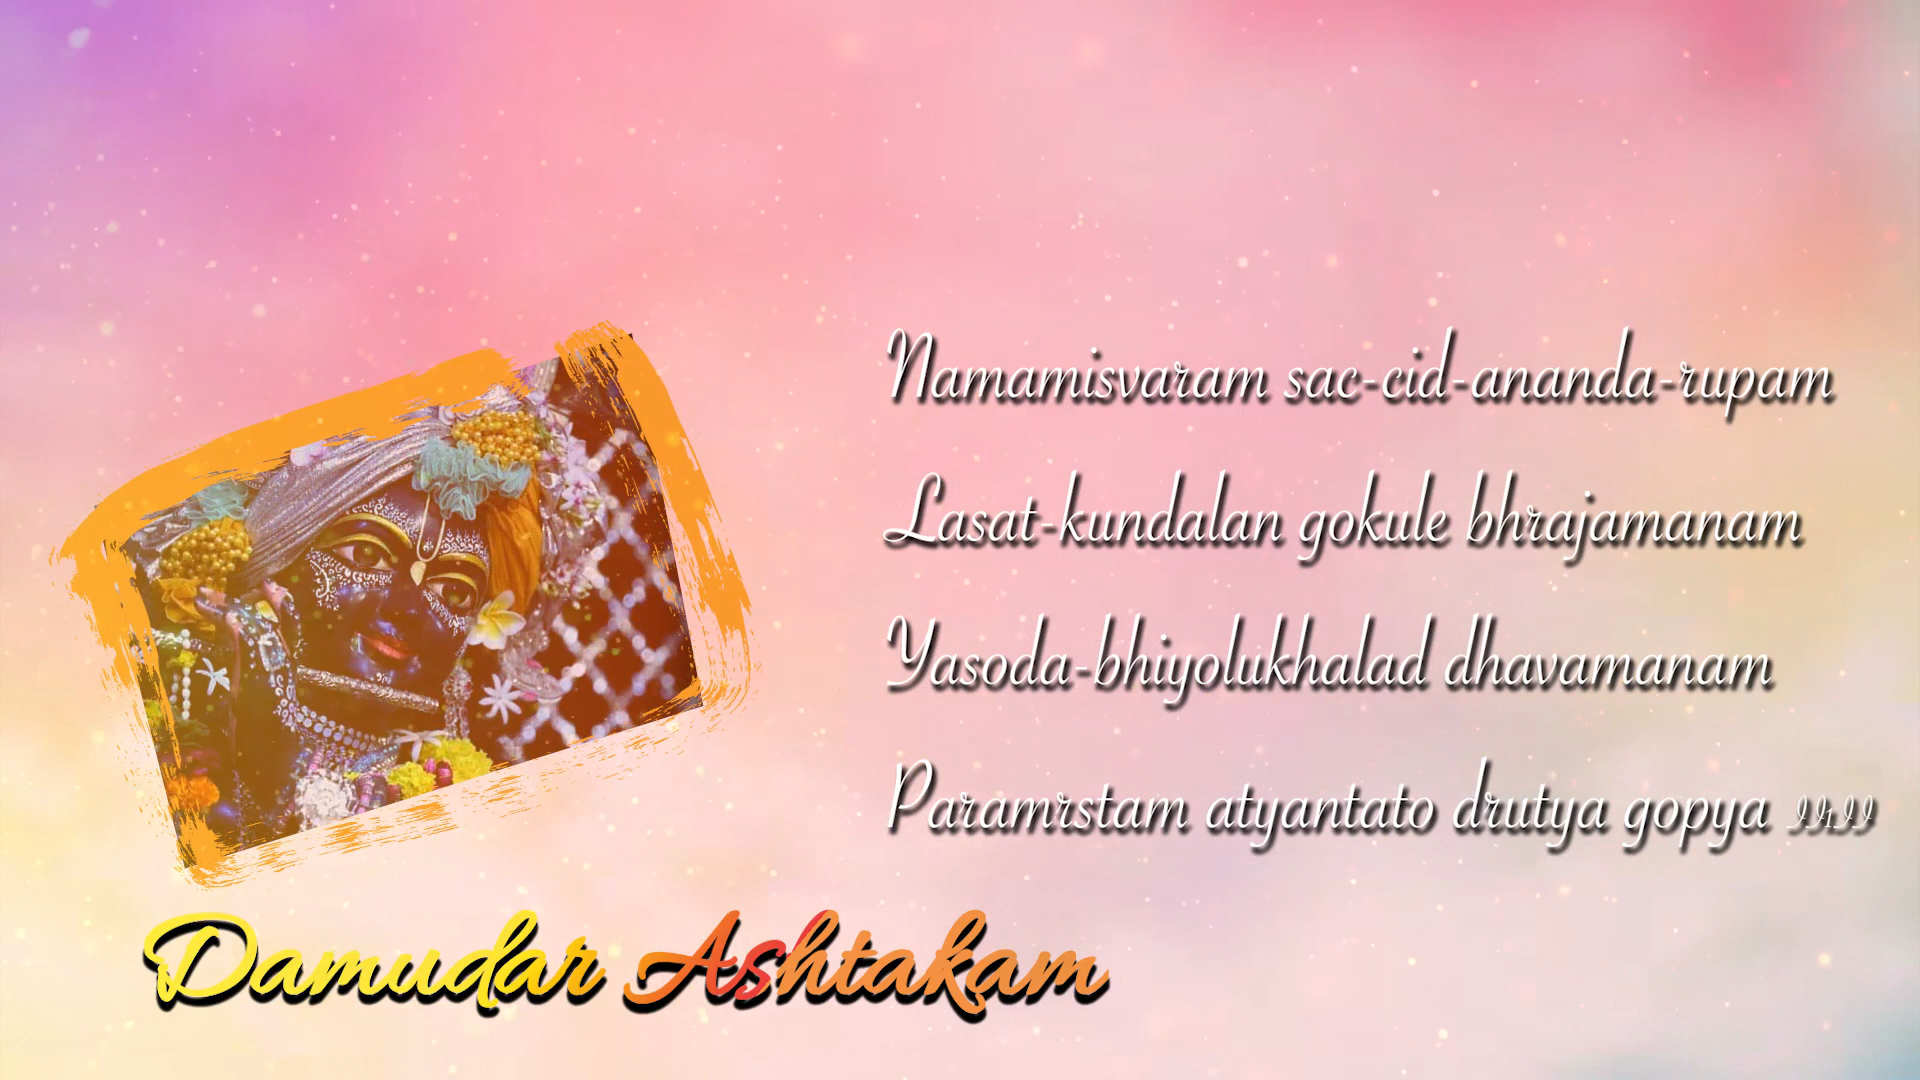 Namamisvaram sac-cid-ananda-rupam
Lasat-kundalan gokule bhrajamanam
Yasoda-bhiyolukhalad dhavamanam
Paramrstam atyantato drutya gopya
Damudar Ashtakam